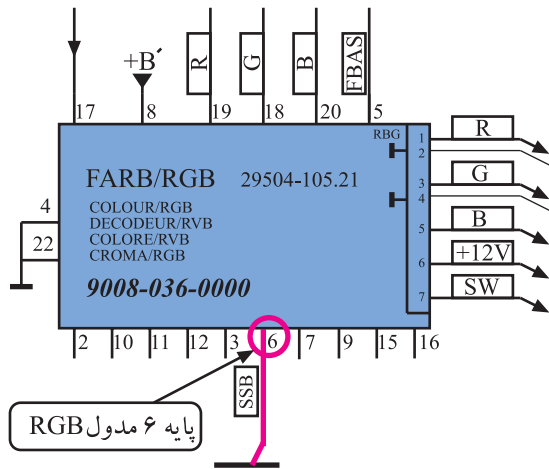 +B′
R
G
B
FBAS
17
8
19
18
20
5
RBG
1
R
2
FARB/RGB 29504-105.21
3
G
4
4
COLOUR/RGB
DECODEUR/RVB
COLORE/RVB
CROMA/RGB
5
B
22
6
+12V
9008-036-0000
7
SW
2
10
11
12
3
6
7
9
15
16
SSB
پایه ۶ مدول RGB